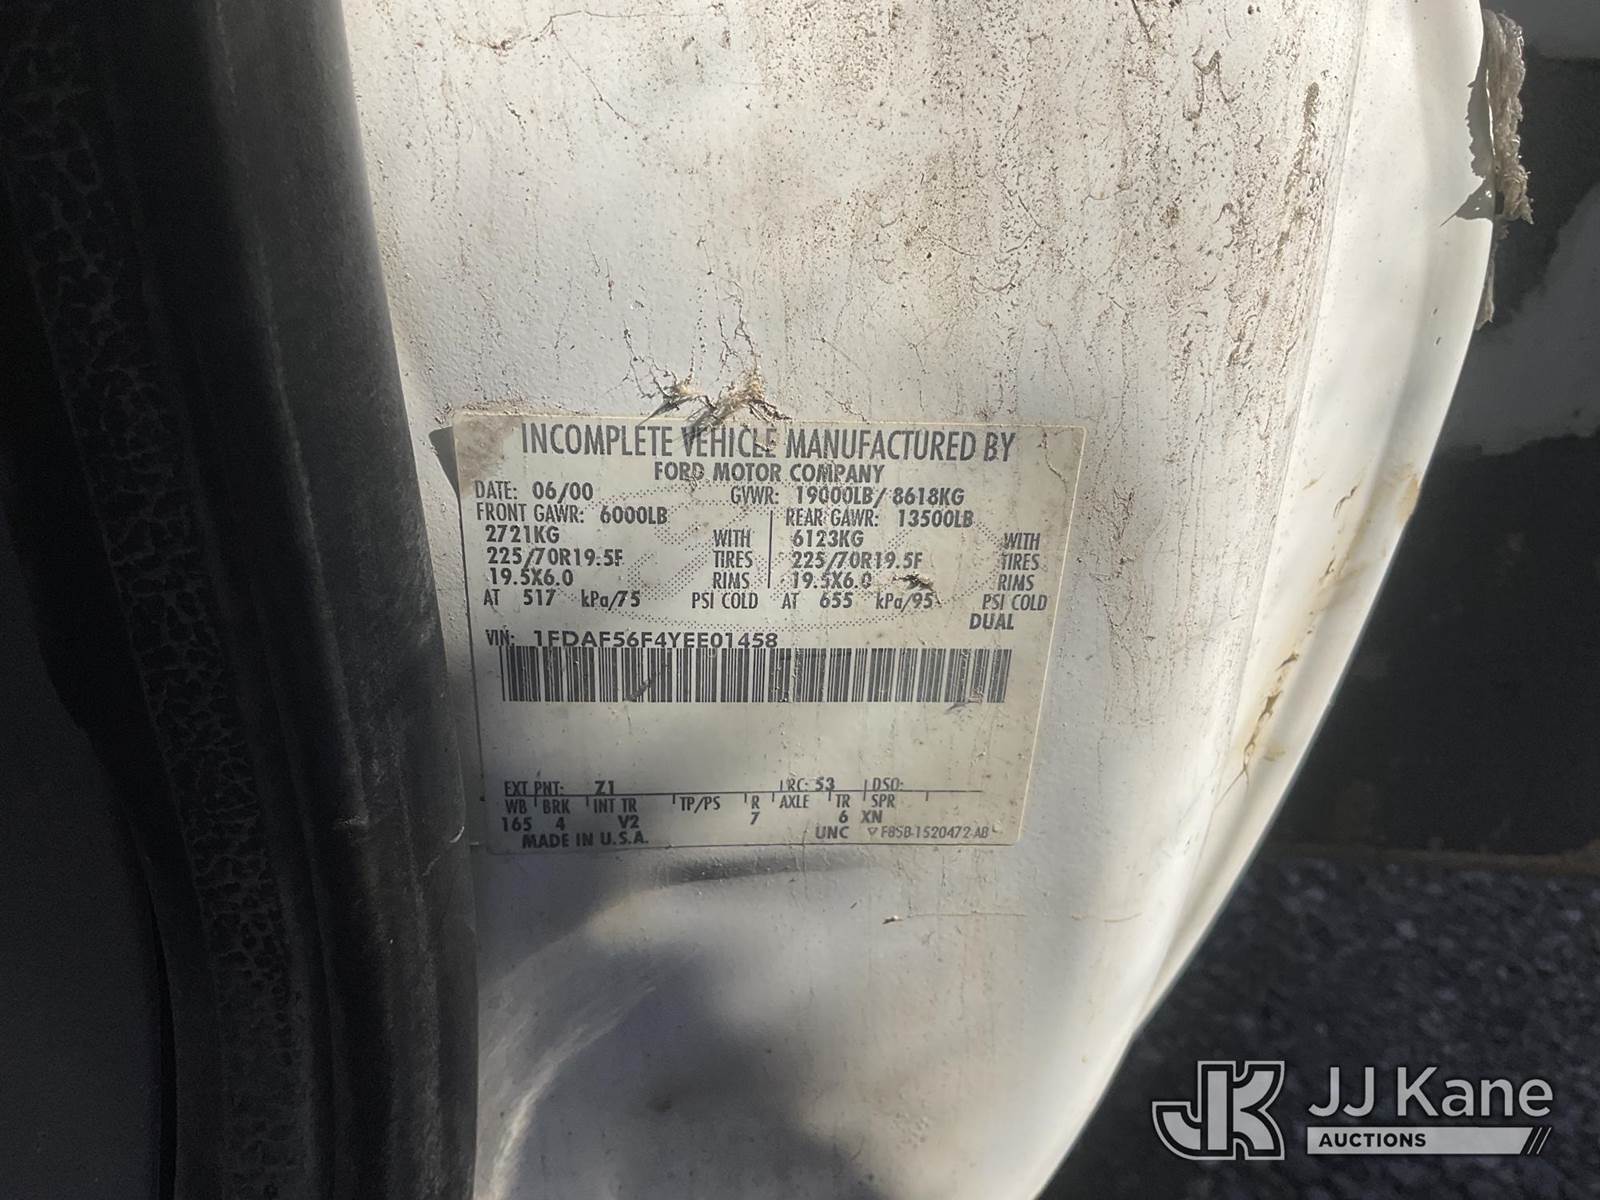 INCOMPLETE VEHICLE MANUFACTURED BY
FORD MOTOR COMPANY
DATE: 06/00 GVWR: 19000LB/ 8618KG
FRONT GAWR: 6000LB REAR GAWR: 13500LB
2721KG WITH 6123KG WITH
225/70R19.5F TIRES 225/70R19.5F TIRES
19.5X6.0 RIMS 19.5X6.0 RIMS
AT 517 kPa/75 PSI COLD AT 655 kPa/95 PSI COLD
DUAL
VIN: 1FDAF56F4YEE01458
EXT PNT: Z1 RC: 53 DSO:
WB BRK INT TR TP/PS R AXLE TR SPR
165 4 V2 7 6 XN
MADE IN U.S.A. UNC F85B-1520472-AB
JK
JJ Kane
AUCTIONS